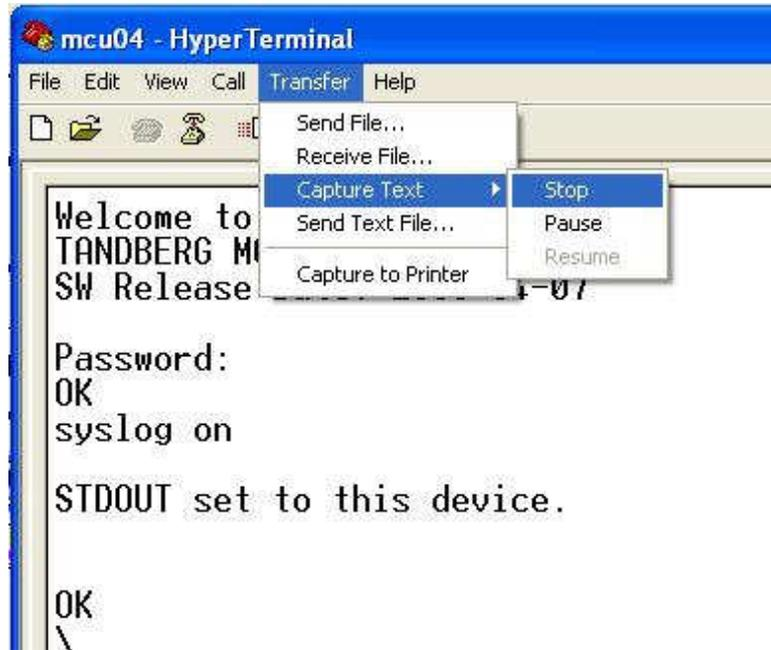 mcu04 - HyperTerminal
File Edit View Call Transfer Help
Send File...
Receive File...
Capture Text
Send Text File...
Capture to Printer
Stop
Pause
Resume
Welcome to
TANDBERG
SW Release
-07
Password:
OK
syslog on
STDOUT set to this device.
OK
\